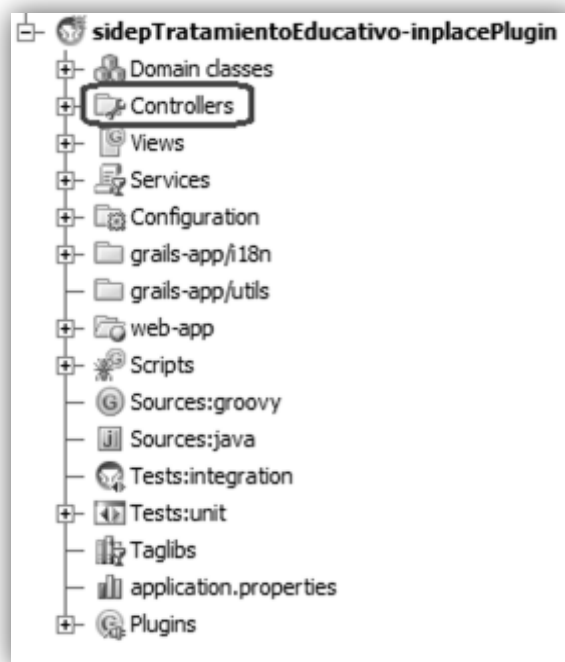 sidepTratamientoEducativo-inplacePlugin
Domain classes
Controllers
Views
Services
Configuration
grails-app/i18n
grails-app/utils
web-app
Scripts
Sources:groovy
Sources:java
Tests:integration
Tests:unit
Taglibs
application.properties
Plugins